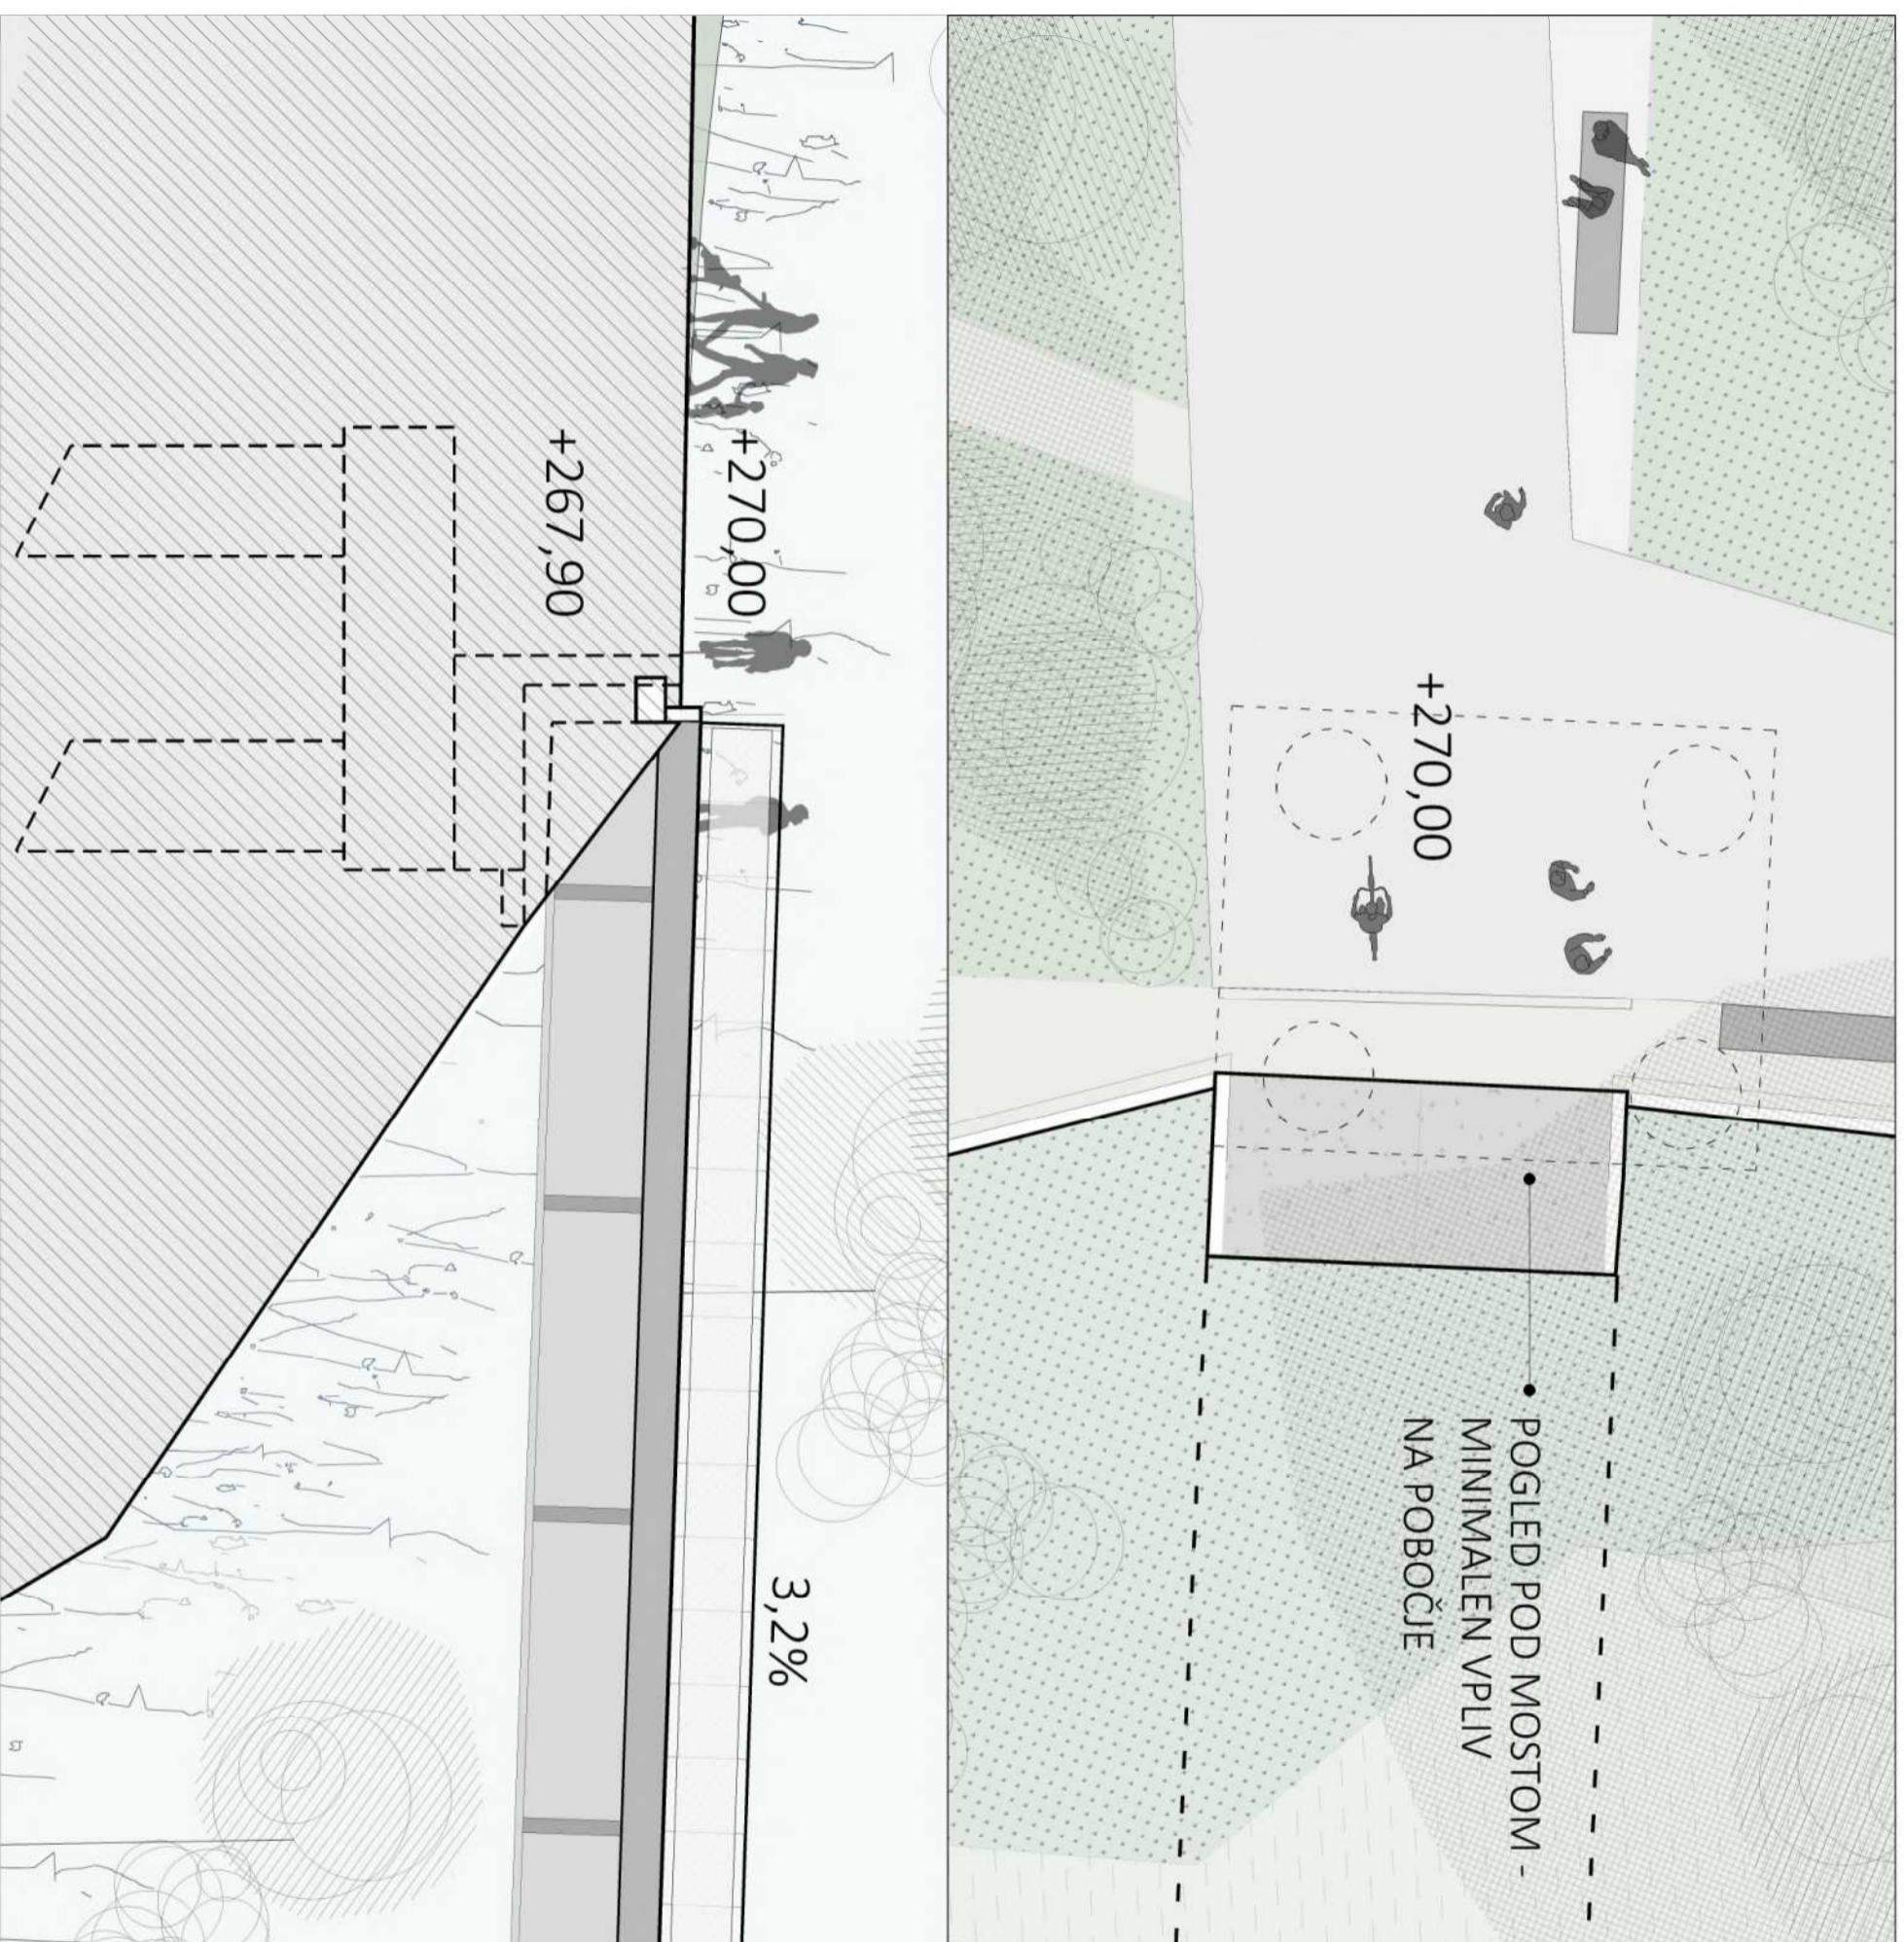 +270,00
POGLED POD MOSTOM -
MINIMALEN VPLIV
NA POBOČJE
+270,00
+267,90
3,2%